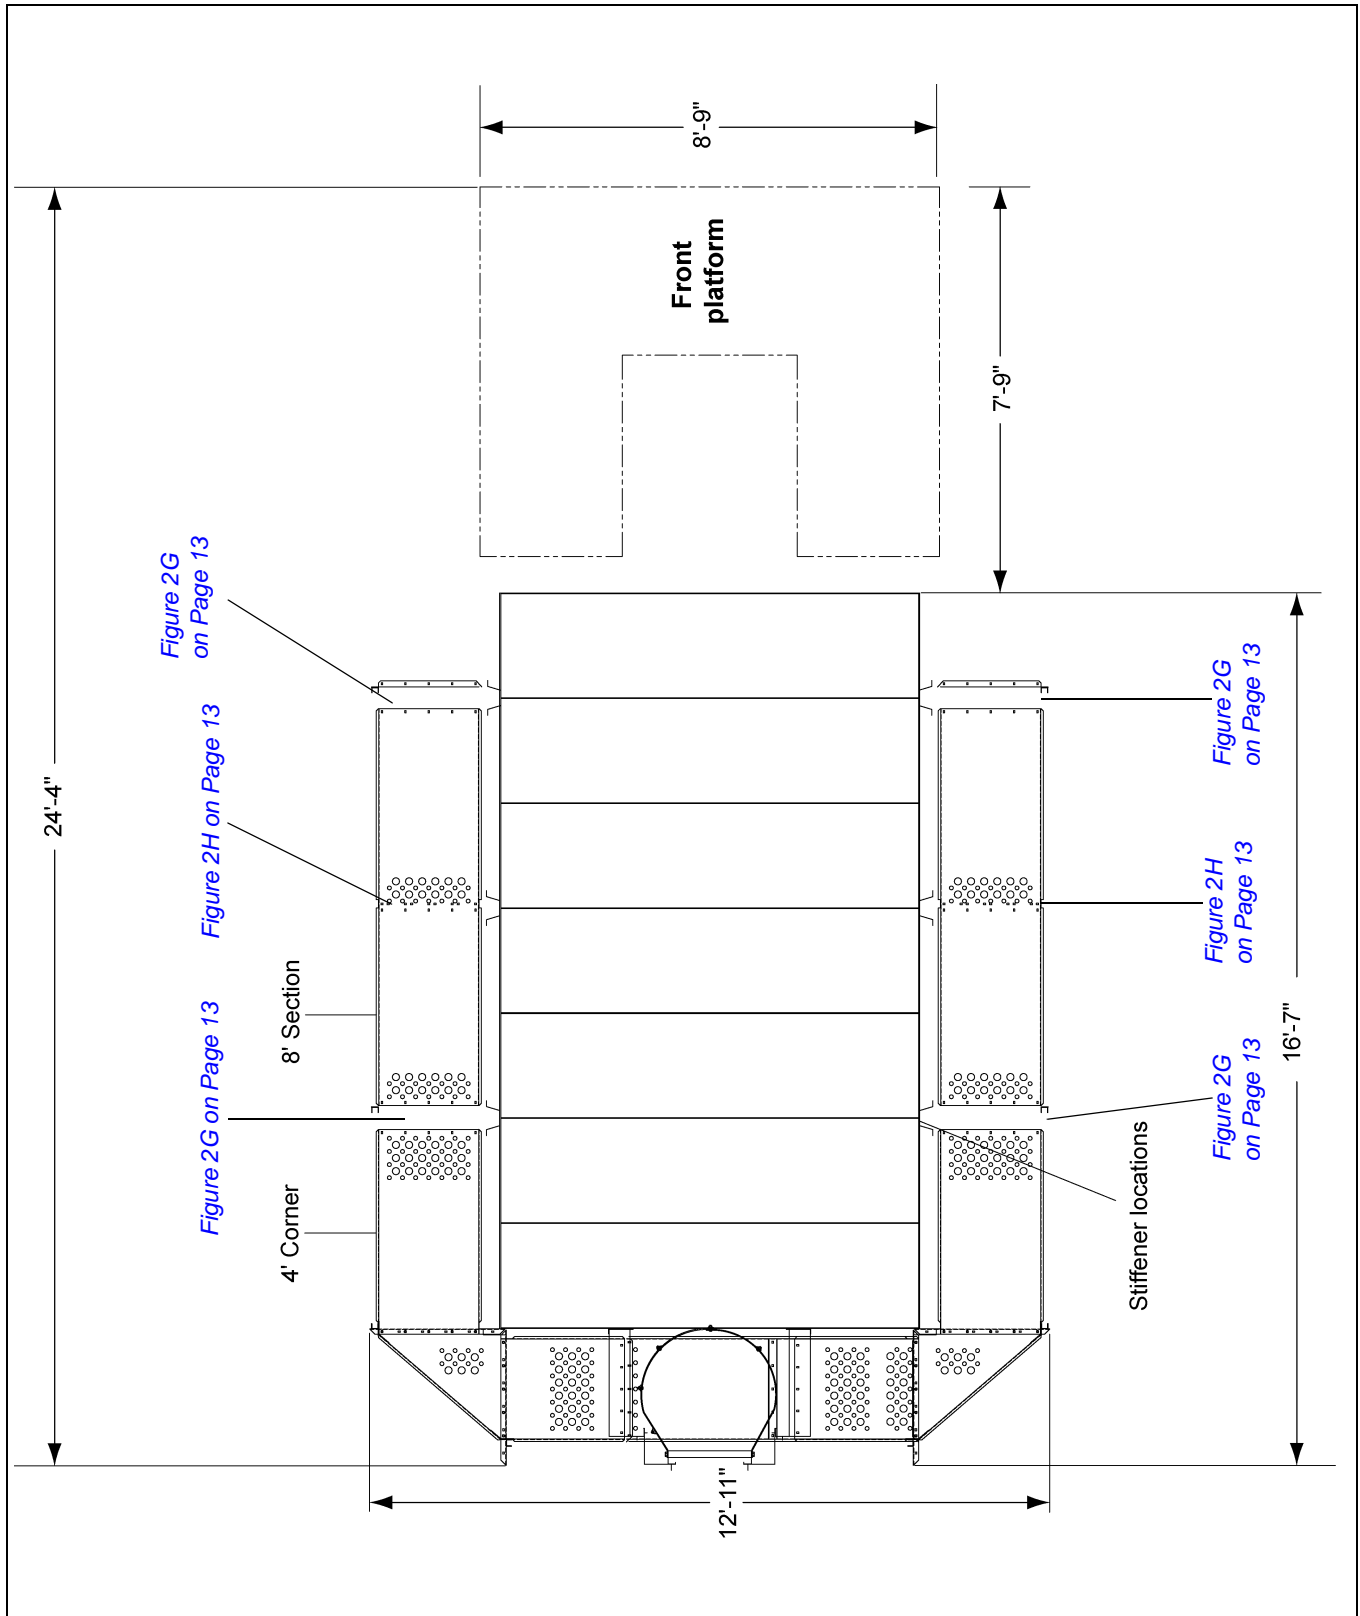 8'-9"
Front
platform
7'-9"
24'-4"
Figure 2G
on Page 13
Figure 2H on Page 13
8' Section
Figure 2G on Page 13
4' Corner
Figure 2G
on Page 13
Figure 2H
on Page 13
16'-7"
Figure 2G
on Page 13
Stiffener locations
12'-11"